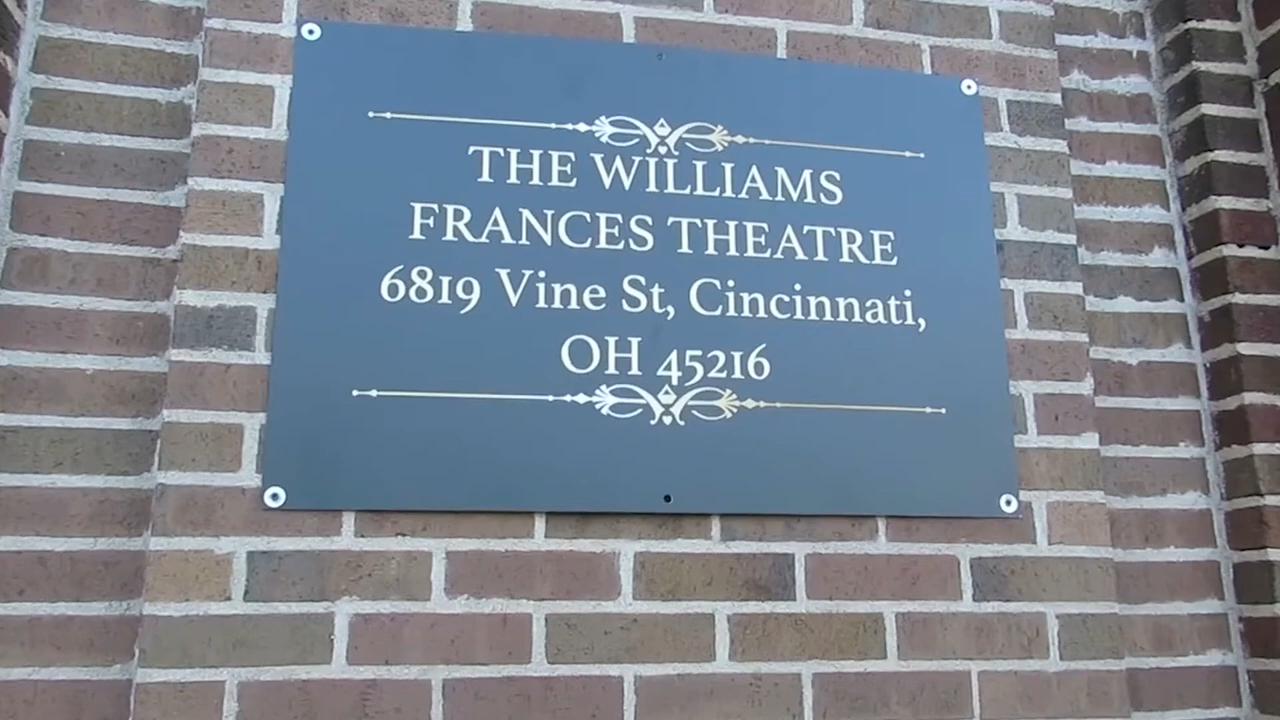 THE WILLIAMS
FRANCES THEATRE
6819 Vine St, Cincinnati,
OH 45216